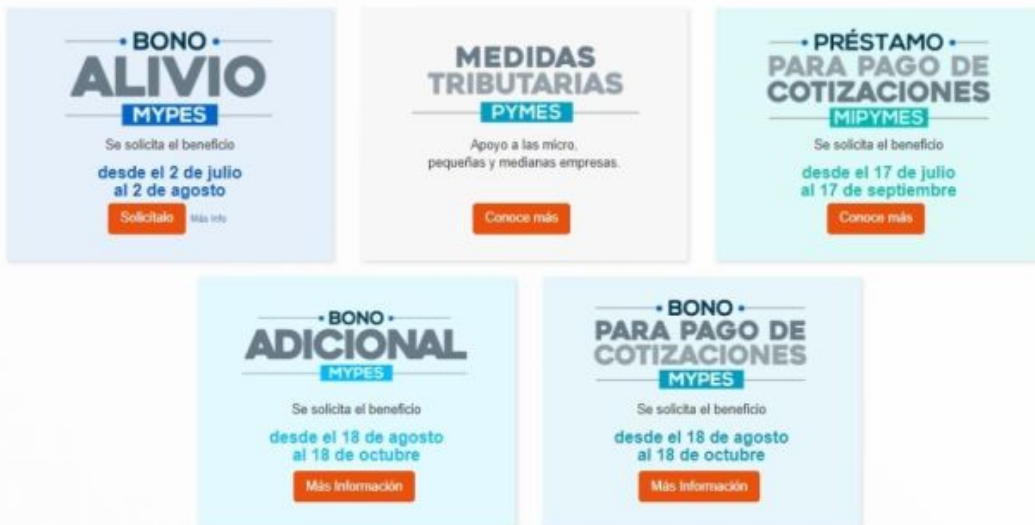 BONO
ALIVIO
MYPES
Se solicita el beneficio
desde el 2 de julio
al 2 de agosto
Solicítalo Más Info
MEDIDAS
TRIBUTARIAS
PYMES
Apoyo a las micro,
pequeñas y medianas empresas.
Conoce más
PRÉSTAMO
PARA PAGO DE
COTIZACIONES
MIPYMES
Se solicita el beneficio
desde el 17 de julio
al 17 de septiembre
Conoce más
BONO
ADICIONAL
MYPES
Se solicita el beneficio
desde el 18 de agosto
al 18 de octubre
Más Información
BONO
PARA PAGO DE
COTIZACIONES
MYPES
Se solicita el beneficio
desde el 18 de agosto
al 18 de octubre
Más Información